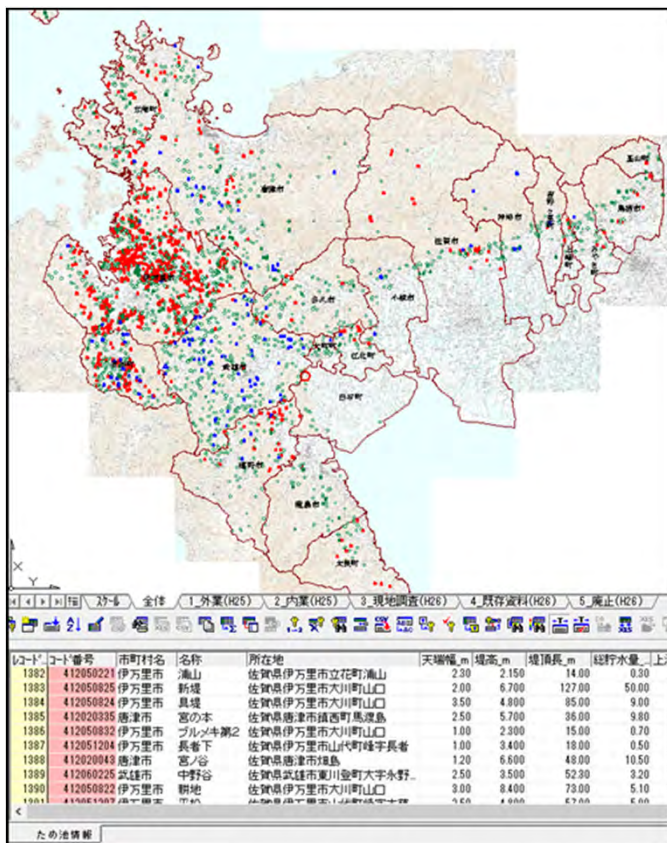 玄海町
唐津市
基山町
鳥栖市
神埼市
佐賀市
多久市
小城市
大町町
江北町
武雄市
白石町
嬉野市
鹿島市
太良町
X
Y
スケール 全体 1_外業(H25) 2_内業(H25) 3_現地調査(H26) 4_既存資料(H26) 5_廃止(H26)
レコード.. コード番号 市町村名 名称 所在地 天端幅_m 堤高_m 堤頂長_m 総貯水量_.. 上流
1382 412050221 伊万里市 浦山 佐賀県伊万里市立花町浦山 2.30 2.150 14.00 0.30
1383 412050825 伊万里市 新堤 佐賀県伊万里市大川町山口 2.00 6.700 127.00 50.00
1384 412050824 伊万里市 具堤 佐賀県伊万里市大川町山口 3.50 4.800 85.00 9.00
1385 412020335 唐津市 宮の本 佐賀県唐津市鎮西町馬渡島 2.50 5.700 36.00 9.80
1386 412050832 伊万里市 ブルメキ第2 佐賀県伊万里市大川町山口 1.00 2.300 15.00 0.70
1387 412051204 伊万里市 長者下 佐賀県伊万里市山代町峰字長者 1.00 3.400 18.00 0.50
1388 412020043 唐津市 宮ノ谷 佐賀県唐津市畑島 1.20 6.600 48.00 10.50
1389 412060225 武雄市 中野谷 佐賀県武雄市東川登町大字永野.. 2.50 3.500 52.30 3.20
1390 412050822 伊万里市 耕地 佐賀県伊万里市大川町山口 3.00 8.400 73.00 5.10
ため池情報